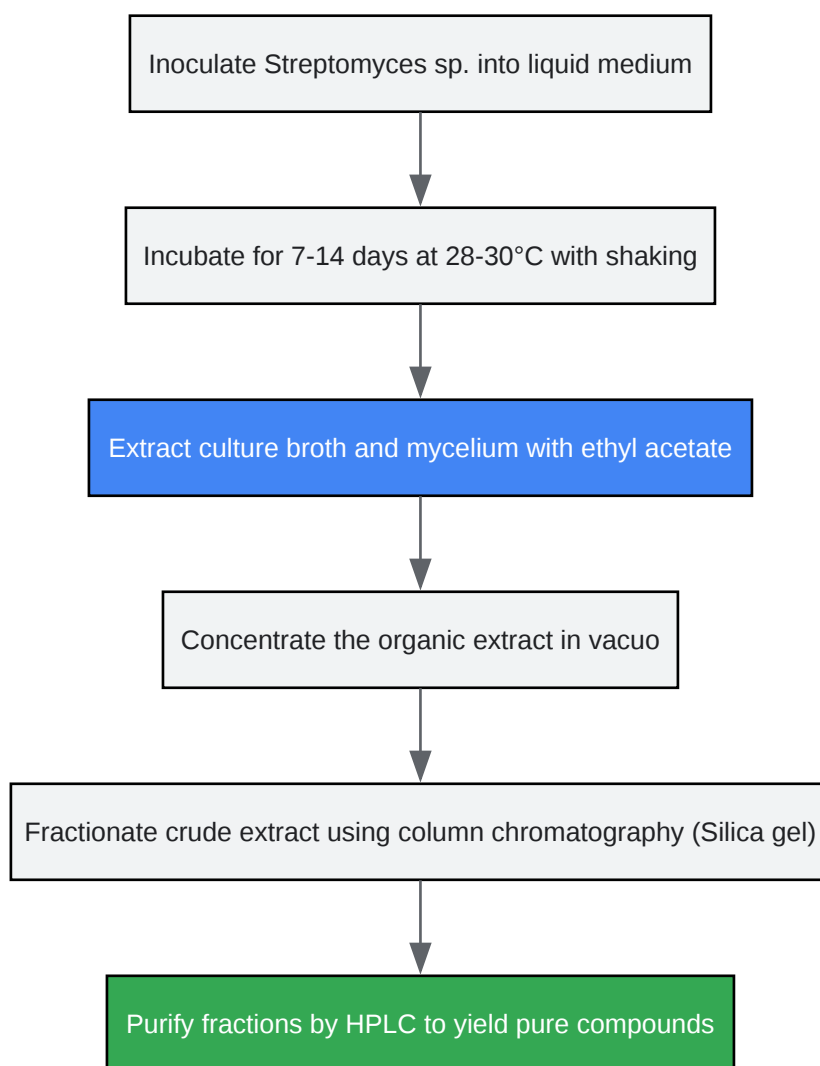 Inoculate Streptomyces sp. into liquid medium
Incubate for 7-14 days at 28-30°C with shaking
Extract culture broth and mycelium with ethyl acetate
Concentrate the organic extract in vacuo
Fractionate crude extract using column chromatography (Silica gel)
Purify fractions by HPLC to yield pure compounds